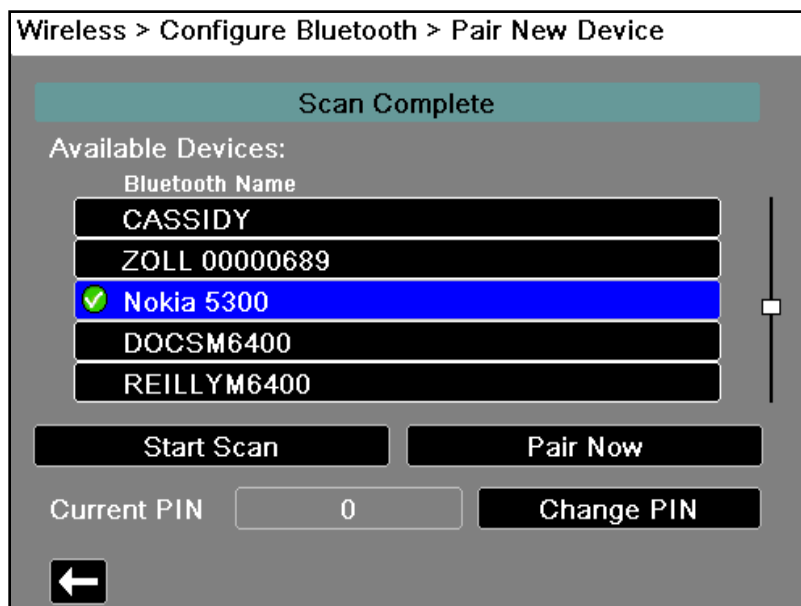 Wireless > Configure Bluetooth > Pair New Device
Scan Complete
Available Devices:
Bluetooth Name
CASSIDY
ZOLL 00000689
Nokia 5300
DOCSM6400
REILLYM6400
Start Scan Pair Now
Current PIN 0 Change PIN